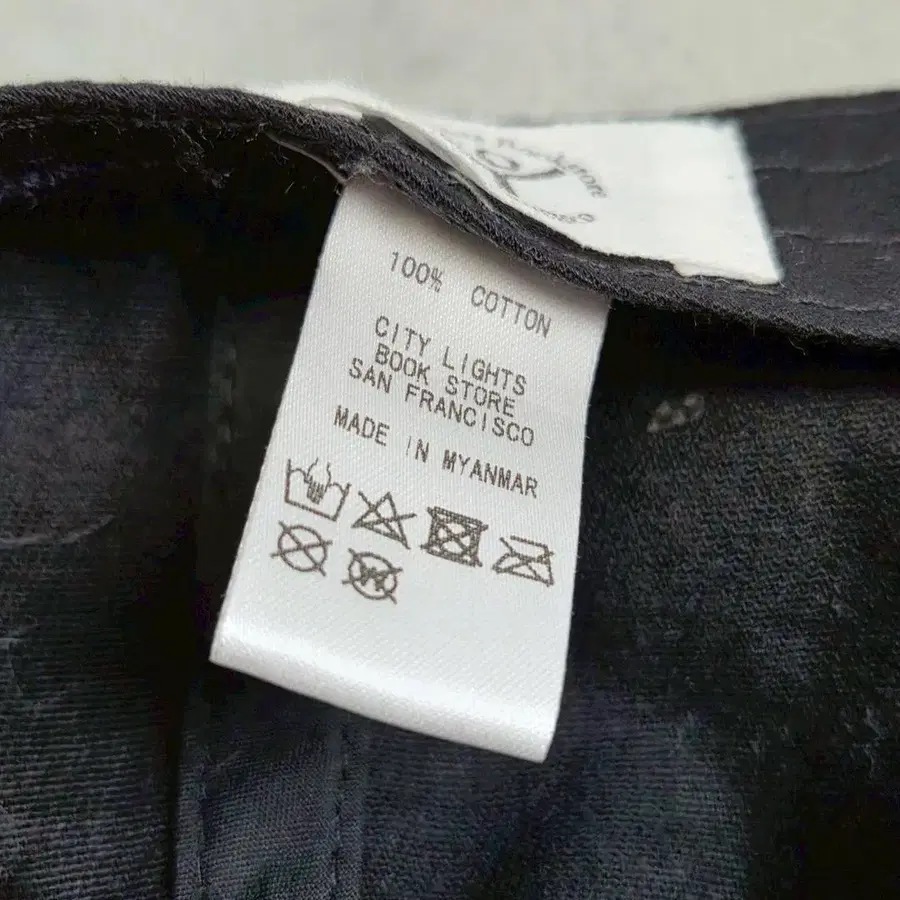 100% COTTON
CITY LIGHTS
BOOK STORE
SAN FRANCISCO
MADE IN MYANMAR